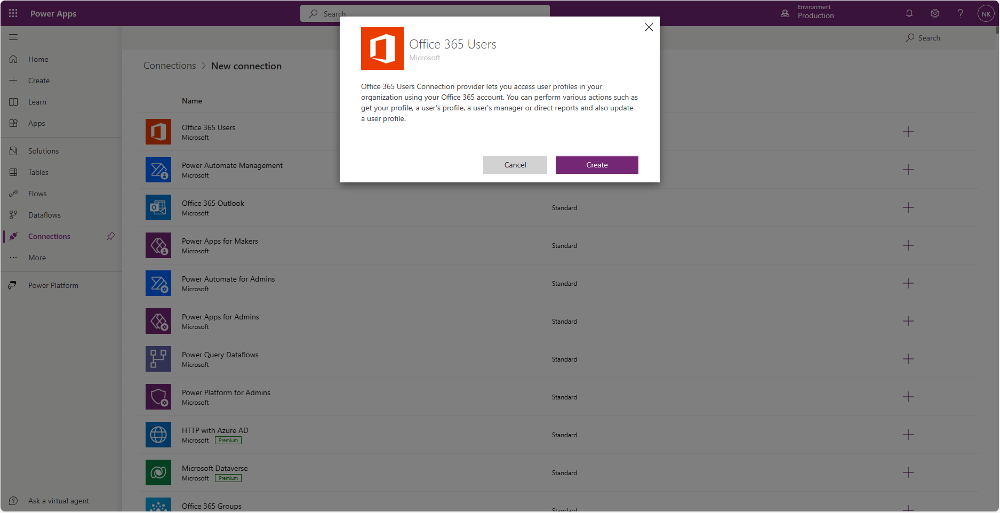 Power Apps
Search
Environment
Production
?
NK
Search
Home
Create
Learn
Apps
Solutions
Tables
Flows
Dataflows
Connections
More
Power Platform
Ask a virtual agent
Connections > New connection
Name
Office 365 Users
Microsoft
Power Automate Management
Microsoft
Office 365 Outlook
Microsoft
Standard
Power Apps for Makers
Microsoft
Standard
Power Automate for Admins
Microsoft
Standard
Power Apps for Admins
Microsoft
Standard
Power Query Dataflows
Microsoft
Standard
Power Platform for Admins
Microsoft
Standard
HTTP with Azure AD
Microsoft Premium
Standard
Microsoft Dataverse
Microsoft Premium
Standard
Office 365 Groups
Standard
Office 365 Users
Microsoft
Office 365 Users Connection provider lets you access user profiles in your
organization using your Office 365 account. You can perform various actions such as
get your profile, a user's profile, a user's manager or direct reports and also update
a user profile.
Cancel
Create